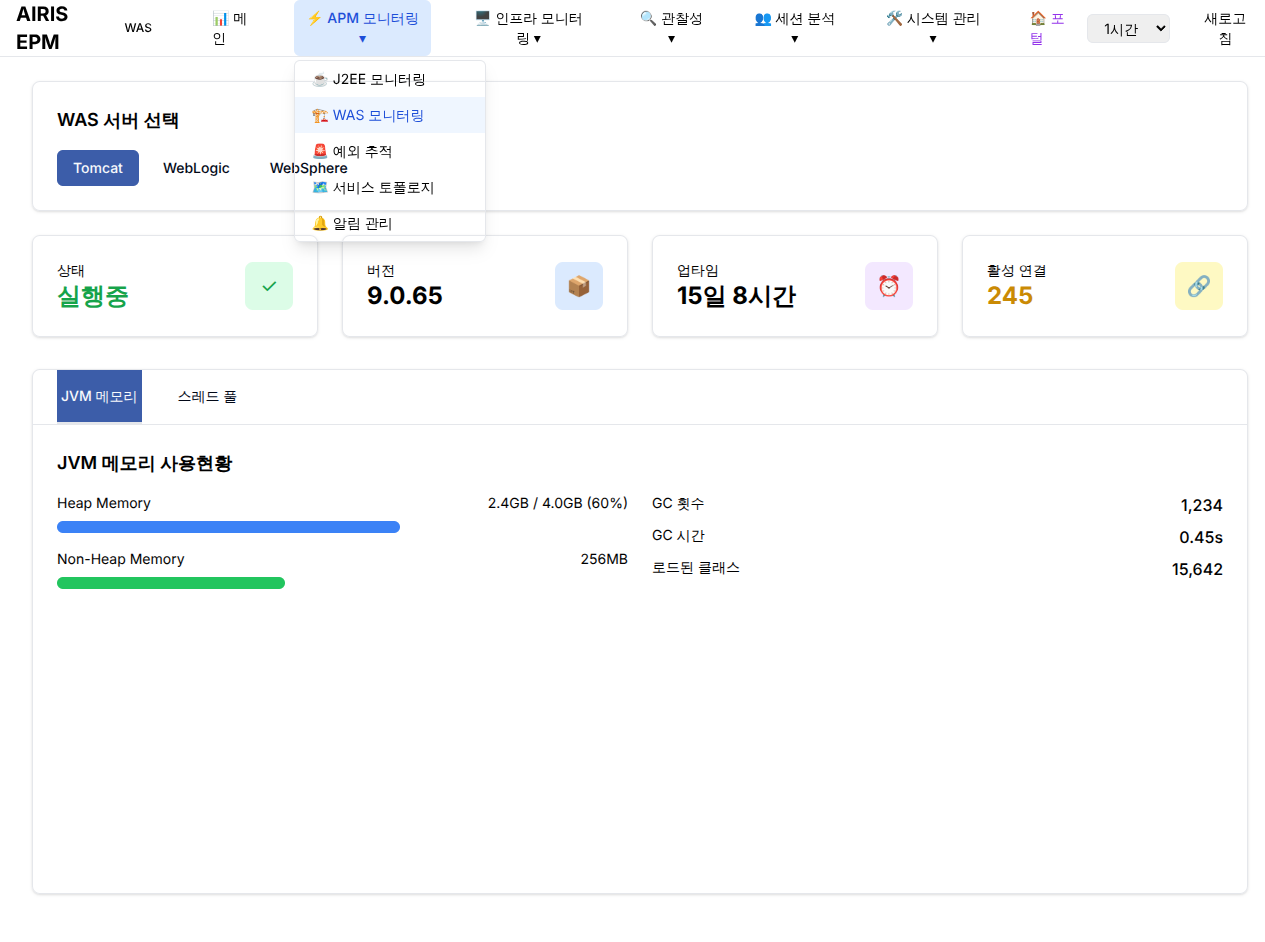 AIRIS
EPM
WAS
📊 메
인
⚡ APM 모니터링
▼
🖥️ 인프라 모니터
링 ▼
🔍 관찰성
▼
👥 세션 분석
▼
🛠️ 시스템 관리
▼
🏠 포
털
1시간
새로고
침
☕ J2EE 모니터링
🏗️ WAS 모니터링
🚨 예외 추적
🗺️ 서비스 토폴로지
🔔 알림 관리
WAS 서버 선택
Tomcat
WebLogic
WebSphere
상태
실행중
✓
버전
9.0.65
📦
업타임
15일 8시간
⏰
활성 연결
245
🔗
JVM 메모리
스레드 풀
JVM 메모리 사용현황
Heap Memory
2.4GB / 4.0GB (60%)
Non-Heap Memory
256MB
GC 횟수
1,234
GC 시간
0.45s
로드된 클래스
15,642